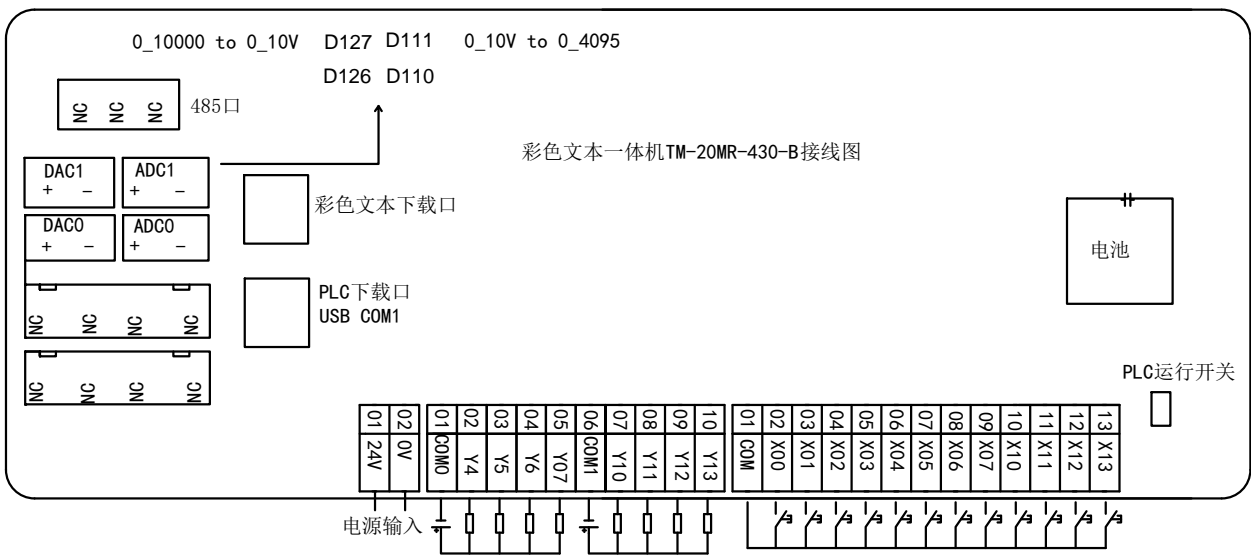 0_10000 to 0_10V D127 D111 0_10V to 0_4095
D126 D110
NC NC NC 485口
彩色文本一体机TM-20MR-430-B接线图
DAC1 ADC1
+ - + -
彩色文本下载口
DAC0 ADC0
+ - + -
电池
PLC下载口
USB COM1
NC NC NC NC
NC NC NC NC
PLC运行开关
01 24V
02 0V
01 COM0
02 Y4
03 Y5
04 Y6
05 Y07
06 COM1
07 Y10
08 Y11
09 Y12
10 Y13
01 COM
02 X00
03 X01
04 X02
05 X03
06 X04
07 X05
08 X06
09 X07
10 X10
11 X11
12 X12
13 X13
电源输入